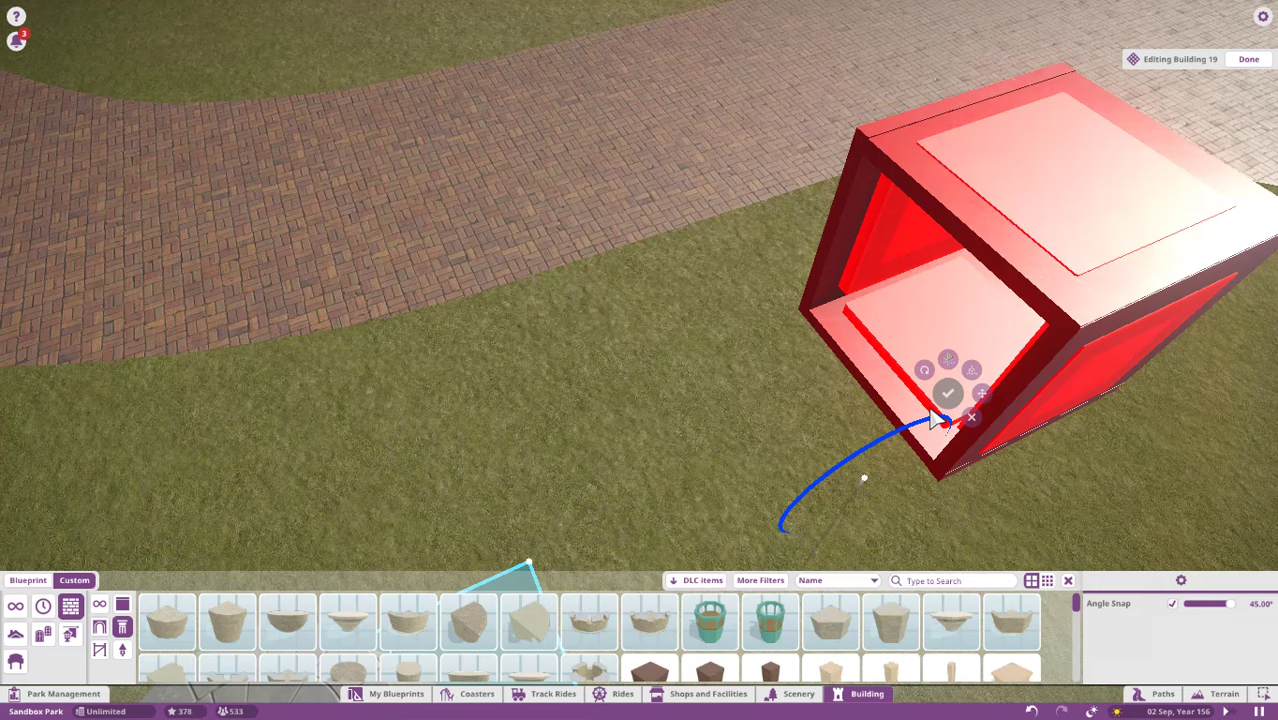 ?
3
Editing Building 19 Done
Blueprint Custom
DLC items More Filters Name Type to Search
Angle Snap 45.00°
Park Management My Blueprints Coasters Track Rides Rides Shops and Facilities Scenery Building Paths Terrain
Sandbox Park Unlimited 378 533 02 Sep, Year 156